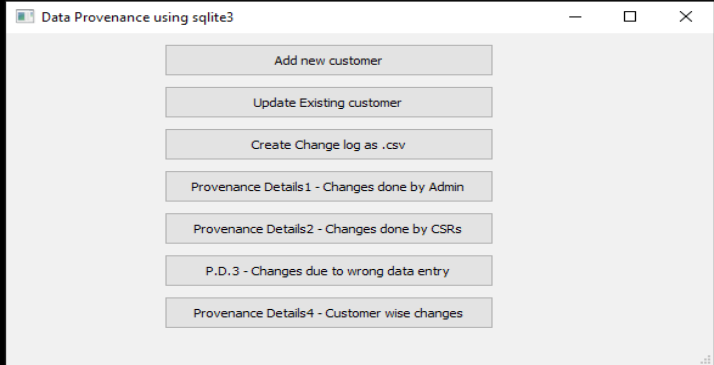 Data Provenance using sqlite3
Add new customer
Update Existing customer
Create Change log as .csv
Provenance Details1 - Changes done by Admin
Provenance Details2 - Changes done by CSRs
P.D.3 - Changes due to wrong data entry
Provenance Details4 - Customer wise changes